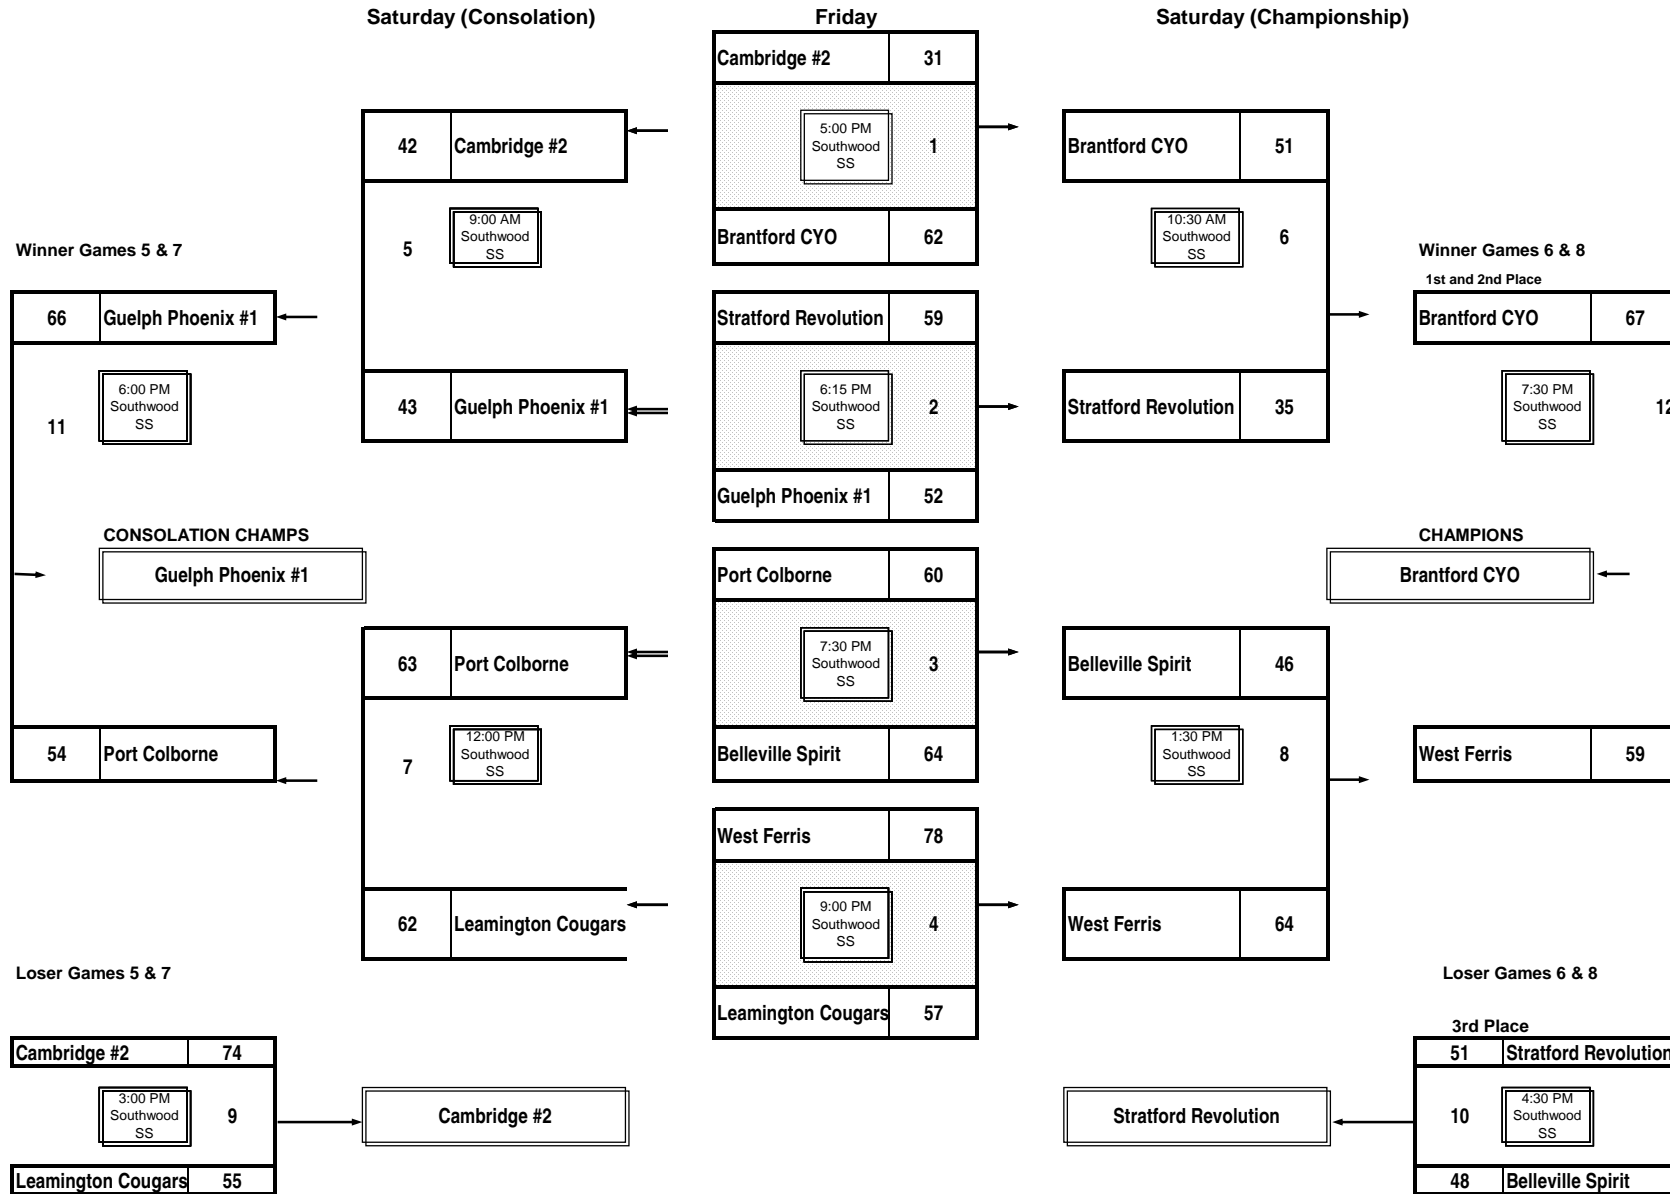 Saturday (Consolation)
Friday
Saturday (Championship)
Cambridge #2 31
5:00 PM
Southwood
SS
1
Brantford CYO 62
42 Cambridge #2
9:00 AM
Southwood
SS
5
43 Guelph Phoenix #1
Brantford CYO 51
10:30 AM
Southwood
SS
6
Stratford Revolution 35
Winner Games 5 & 7
66 Guelph Phoenix #1
6:00 PM
Southwood
SS
11
CONSOLATION CHAMPS
Guelph Phoenix #1
54 Port Colborne
Stratford Revolution 59
6:15 PM
Southwood
SS
2
Guelph Phoenix #1 52
Winner Games 6 & 8
1st and 2nd Place
Brantford CYO 67
7:30 PM
Southwood
SS
12
CHAMPIONS
Brantford CYO
West Ferris 59
Port Colborne 60
7:30 PM
Southwood
SS
3
Belleville Spirit 64
63 Port Colborne
12:00 PM
Southwood
SS
7
62 Leamington Cougars
Belleville Spirit 46
1:30 PM
Southwood
SS
8
West Ferris 64
West Ferris 78
9:00 PM
Southwood
SS
4
Leamington Cougars 57
Loser Games 5 & 7
Cambridge #2 74
3:00 PM
Southwood
SS
9
Leamington Cougars 55
Cambridge #2
Loser Games 6 & 8
3rd Place
51 Stratford Revolution
4:30 PM
Southwood
SS
10
48 Belleville Spirit
Stratford Revolution